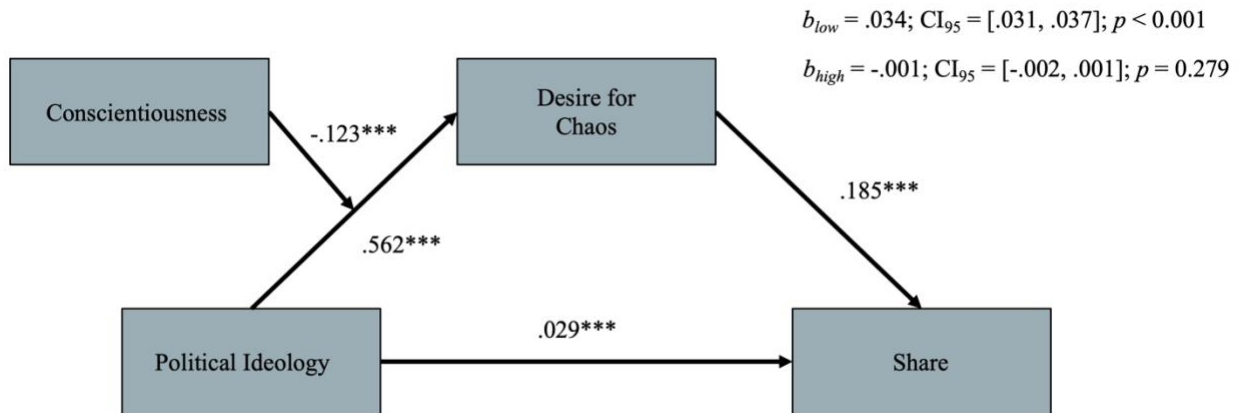 b_low = .034; CI₉₅ = [.031, .037]; p < 0.001
b_high = -.001; CI₉₅ = [-.002, .001]; p = 0.279
Conscientiousness
Desire for
Chaos
-.123***
.185***
.562***
.029***
Political Ideology
Share